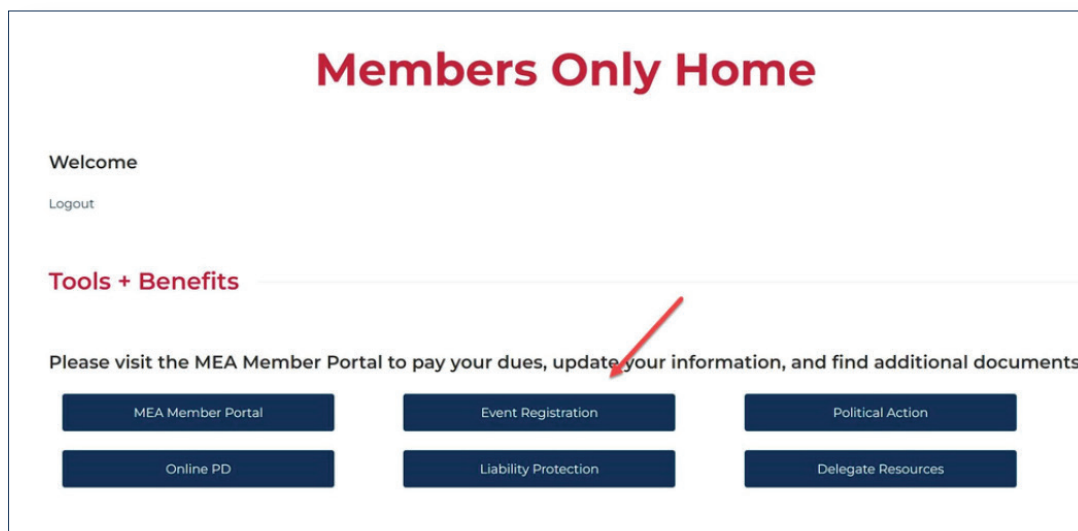 Members Only Home
Welcome
Logout
Tools + Benefits
Please visit the MEA Member Portal to pay your dues, update your information, and find additional documents
MEA Member Portal
Event Registration
Political Action
Online PD
Liability Protection
Delegate Resources